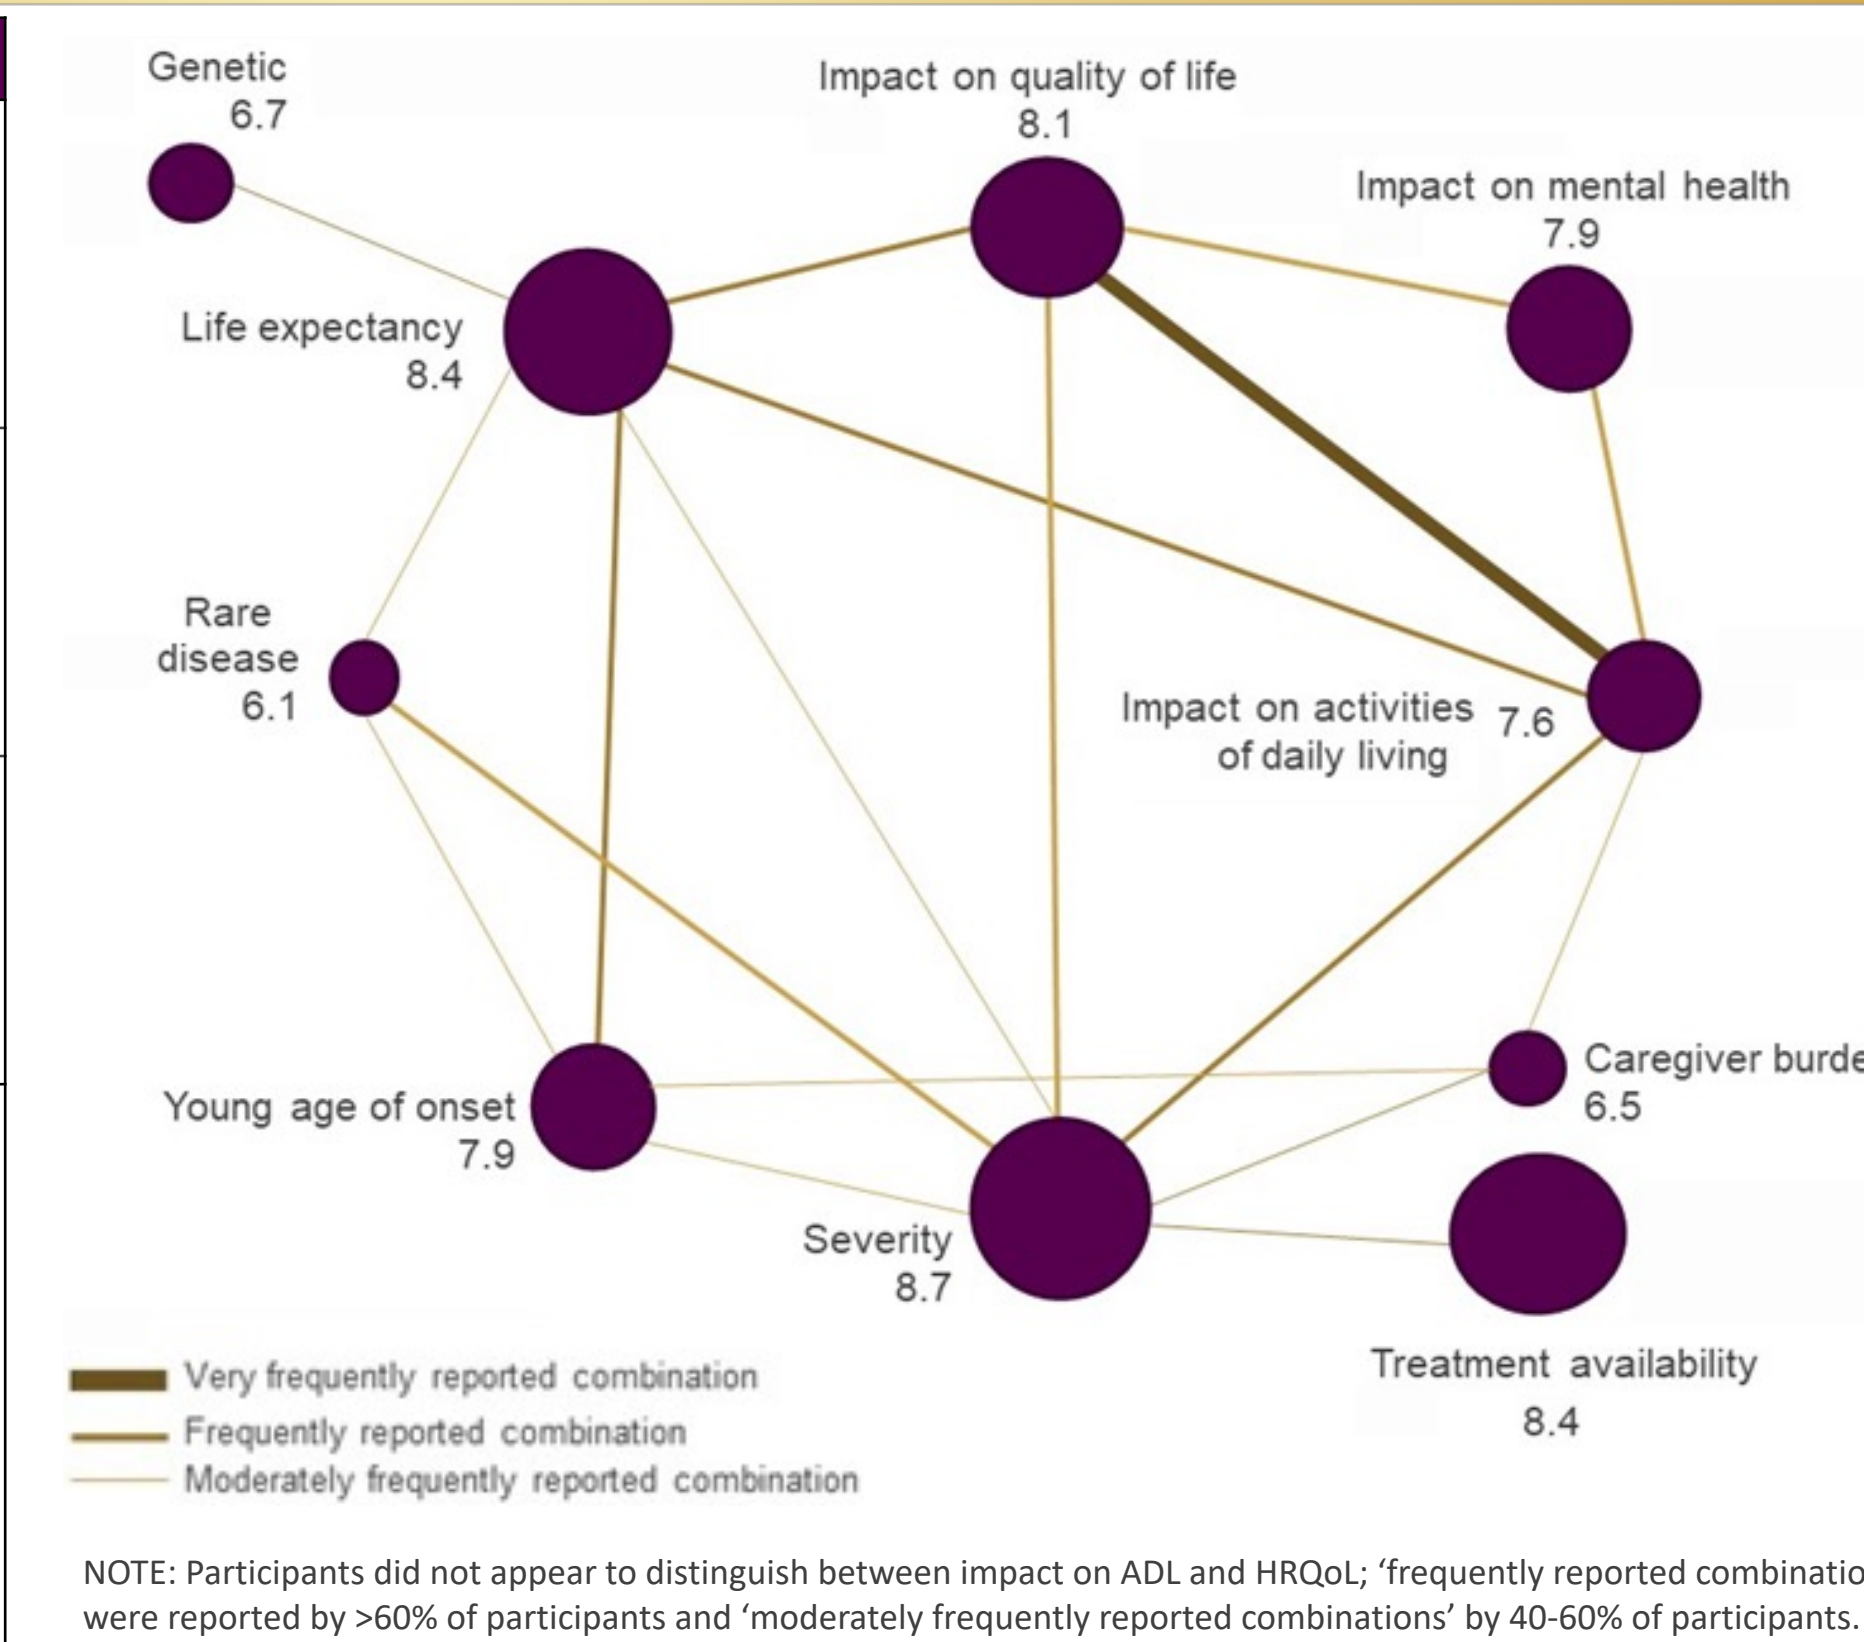 Genetic
6.7
Impact on quality of life
8.1
Impact on mental health
7.9
Life expectancy
8.4
Rare
disease
6.1
Impact on activities 7.6
of daily living
Young age of onset
7.9
Caregiver burde
6.5
Severity
8.7
Treatment availability
8.4
Very frequently reported combination
Frequently reported combination
Moderately frequently reported combination
NOTE: Participants did not appear to distinguish between impact on ADL and HRQoL; ‘frequently reported combinatio
were reported by >60% of participants and ‘moderately frequently reported combinations’ by 40-60% of participants.